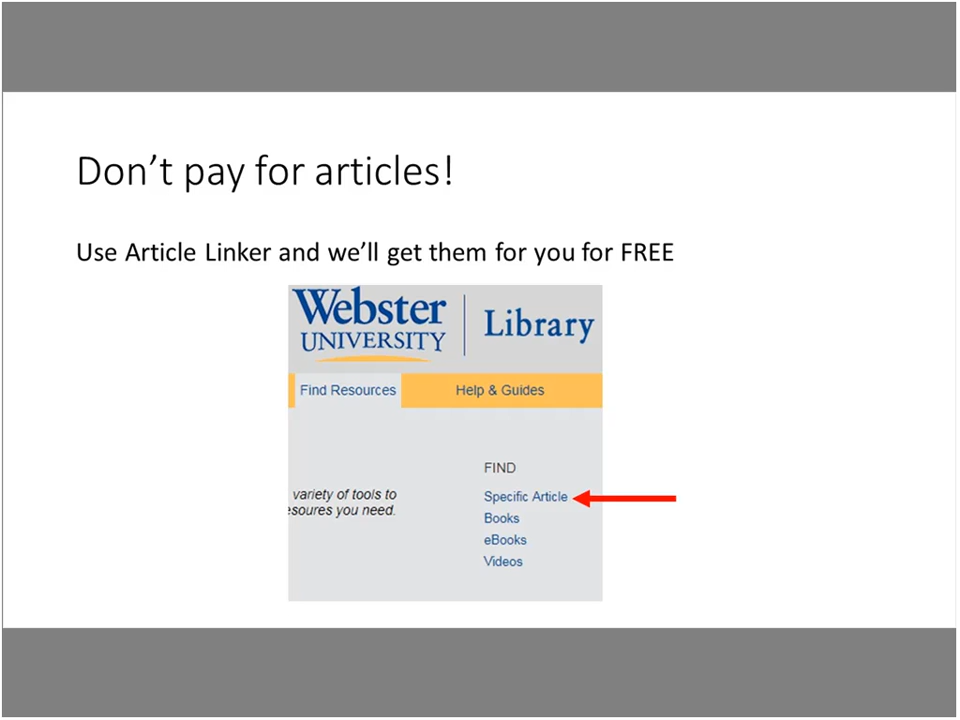 Don’t pay for articles!
Use Article Linker and we’ll get them for you for FREE
Webster
UNIVERSITY
Library
Find Resources
Help & Guides
FIND
variety of tools to
esoures you need.
Specific Article
Books
eBooks
Videos